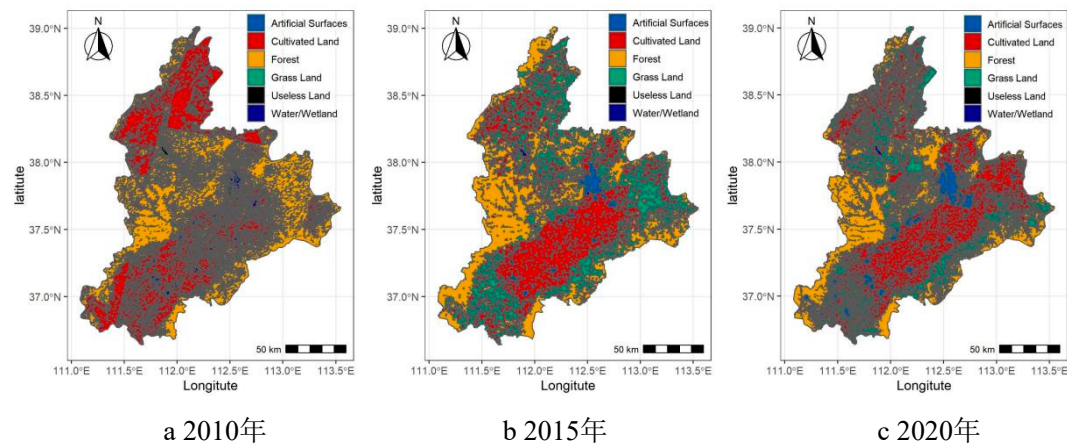 N
Artificial Surfaces
Cultivated Land
Forest
Grass Land
Useless Land
Water/Wetland
39.0°N
38.5°N
38.0°N
37.5°N
37.0°N
latitute
50 km
111.0°E 111.5°E 112.0°E 112.5°E 113.0°E 113.5°E
Longitute
a 2010年
N
Artificial Surfaces
Cultivated Land
Forest
Grass Land
Useless Land
Water/Wetland
39.0°N
38.5°N
38.0°N
37.5°N
37.0°N
latitute
50 km
111.0°E 111.5°E 112.0°E 112.5°E 113.0°E 113.5°E
Longitute
b 2015年
N
Artificial Surfaces
Cultivated Land
Forest
Grass Land
Useless Land
Water/Wetland
39.0°N
38.5°N
38.0°N
37.5°N
37.0°N
latitute
50 km
111.0°E 111.5°E 112.0°E 112.5°E 113.0°E 113.5°E
Longitute
c 2020年